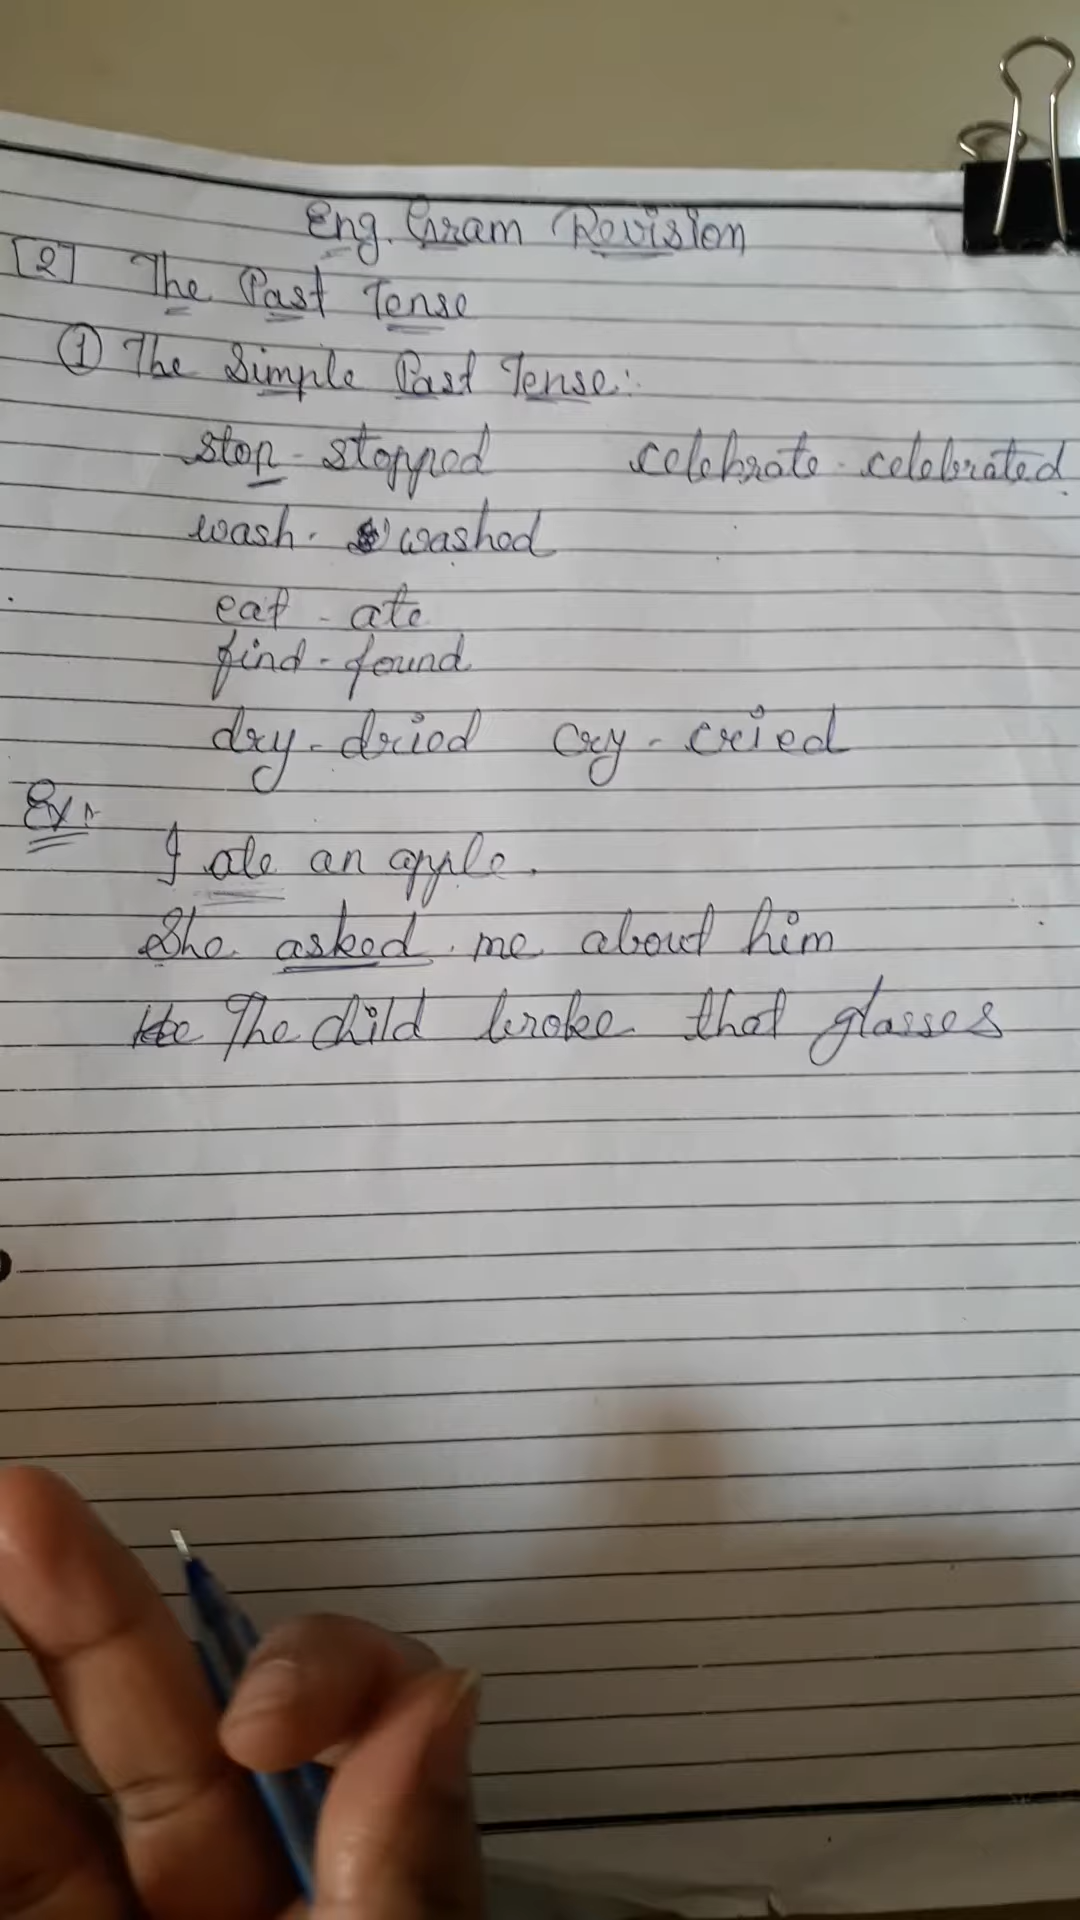 Eng. Gram Revision
[2] The Past Tense
① The Simple Past Tense:
stop - stopped celebrate - celebrated
wash - washed
eat - ate
find - found
dry - dried cry - cried
Ex:
I ate an apple.
She asked me about him
The child broke that glasses